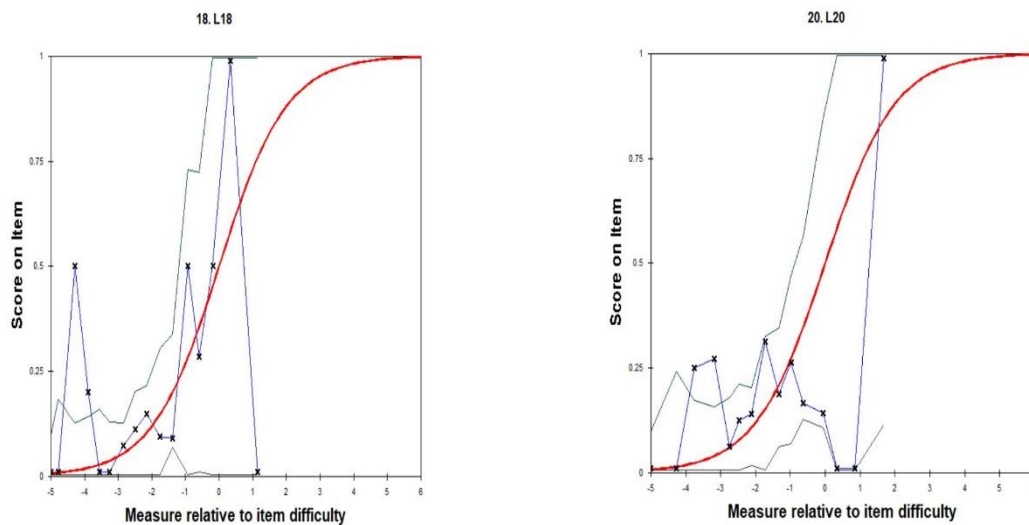 18. L18
20. L20
1
0.75
0.5
0.25
0
-5 -4 -3 -2 -1 0 1 2 3 4 5 6
Score on Item
Measure relative to item difficulty
1
0.75
0.5
0.25
0
-5 -4 -3 -2 -1 0 1 2 3 4 5
Score on Item
Measure relative to item difficulty